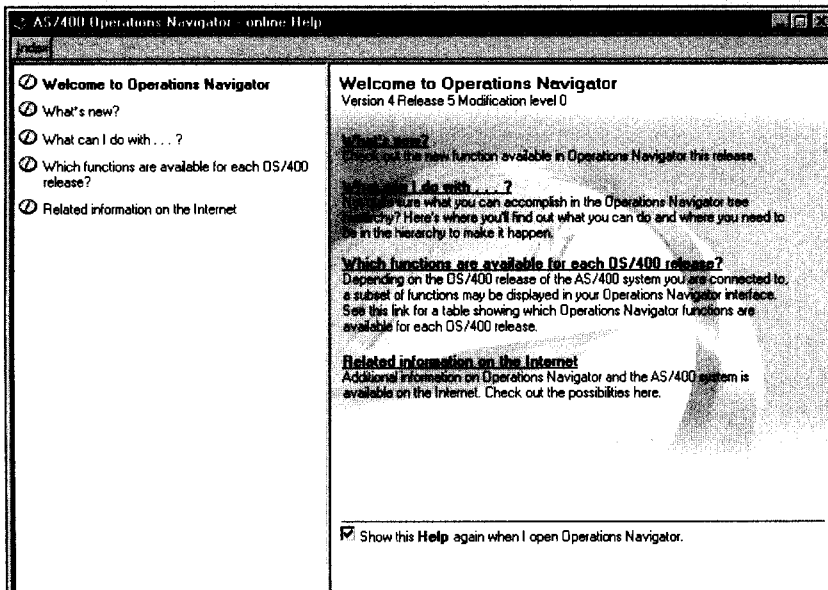 AS/400 Operations Navigator - online Help
Index
Welcome to Operations Navigator
What's new?
What can I do with . . . ?
Which functions are available for each OS/400
release?
Related information on the Internet
Welcome to Operations Navigator
Version 4 Release 5 Modification level 0
What's new?
Check out the new function available in Operations Navigator this release.
What can I do with . . . ?
Not quite sure what you can accomplish in the Operations Navigator tree
hierarchy? Here's where you'll find out what you can do and where you need to
be in the hierarchy to make it happen.
Which functions are available for each OS/400 release?
Depending on the OS/400 release of the AS/400 system you are connected to,
a subset of functions may be displayed in your Operations Navigator interface.
See this link for a table showing which Operations Navigator functions are
available for each OS/400 release.
Related information on the Internet
Additional information on Operations Navigator and the AS/400 system is
available on the Internet. Check out the possibilities here.
Show this Help again when I open Operations Navigator.